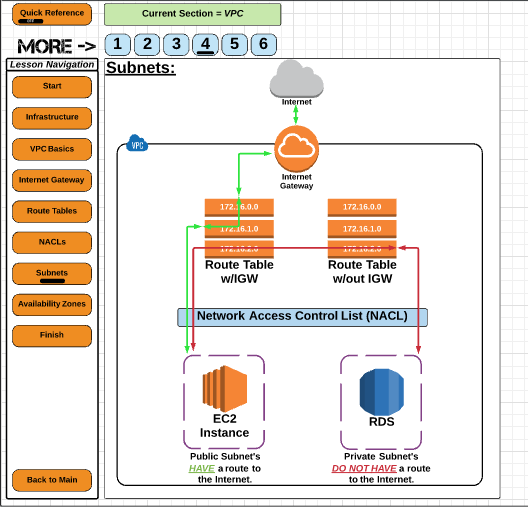 Quick Reference
Current Section = VPC
MORE ->
1 2 3 4 5 6
Lesson Navigation
Start
Infrastructure
VPC Basics
Internet Gateway
Route Tables
NACLs
Subnets
Availability Zones
Finish
Back to Main
Subnets:
Internet
VPC
Internet
Gateway
172.16.0.0
172.16.1.0
172.16.2.0
Route Table
w/IGW
172.16.0.0
172.16.1.0
172.16.2.0
Route Table
w/out IGW
Network Access Control List (NACL)
EC2
Instance
Public Subnet's
HAVE a route to
the Internet.
RDS
Private Subnet's
DO NOT HAVE a route
to the Internet.